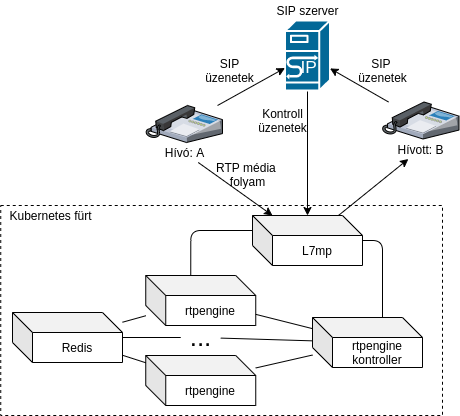 SIP szerver
SIP
SIP
üzenetek
SIP
üzenetek
Kontroll
üzenetek
Hívó: A
Hívott: B
RTP média
folyam
Kubernetes fürt
L7mp
rtpengine
Redis
...
rtpengine
kontroller
rtpengine